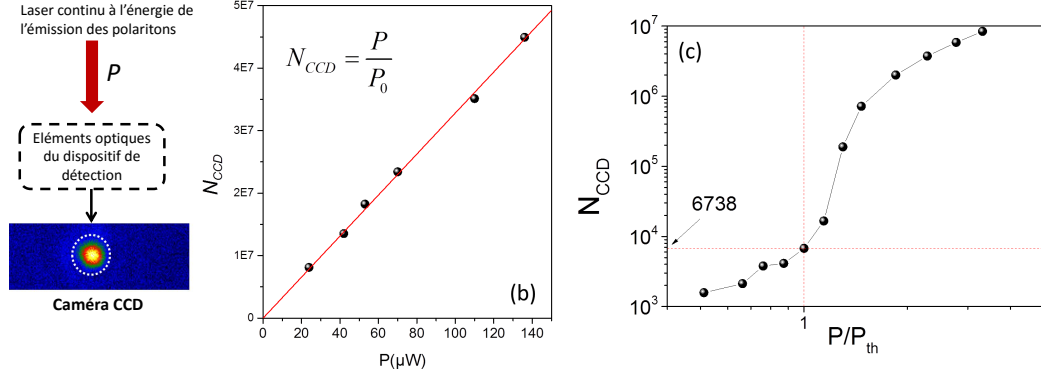 Laser continu à l'énergie de
l'émission des polaritons
P
Eléments optiques
du dispositif de
détection
Caméra CCD
5E7
4E7
3E7
2E7
1E7
0
N_CCD
N_CCD = P / P_0
(b)
0 20 40 60 80 100 120 140
P(µW)
(c)
10^7
10^6
10^5
10^4
10^3
N_CCD
6738
1
P/P_th